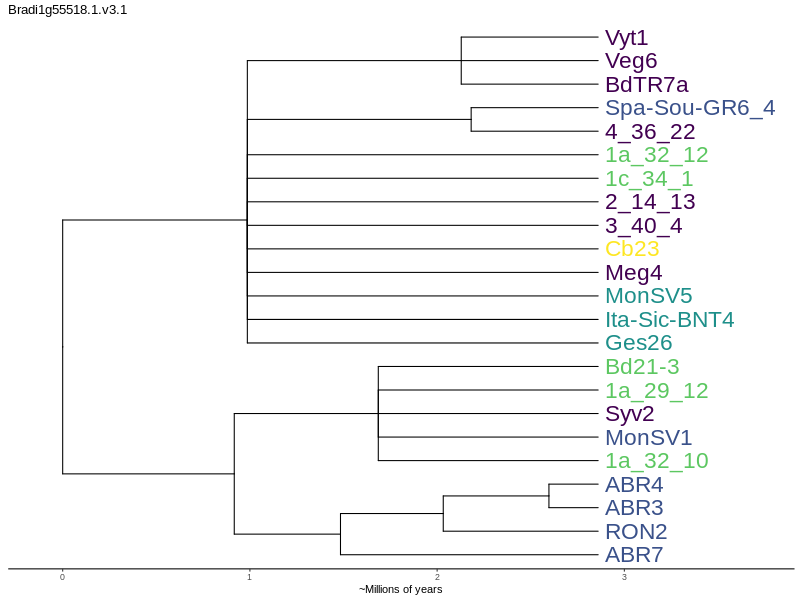 Bradi1g55518.1.v3.1
Vyt1
Veg6
BdTR7a
Spa-Sou-GR6_4
4_36_22
1a_32_12
1c_34_1
2_14_13
3_40_4
Cb23
Meg4
MonSV5
Ita-Sic-BNT4
Ges26
Bd21-3
1a_29_12
Syv2
MonSV1
1a_32_10
ABR4
ABR3
RON2
ABR7
0 1 2 3
~Millions of years